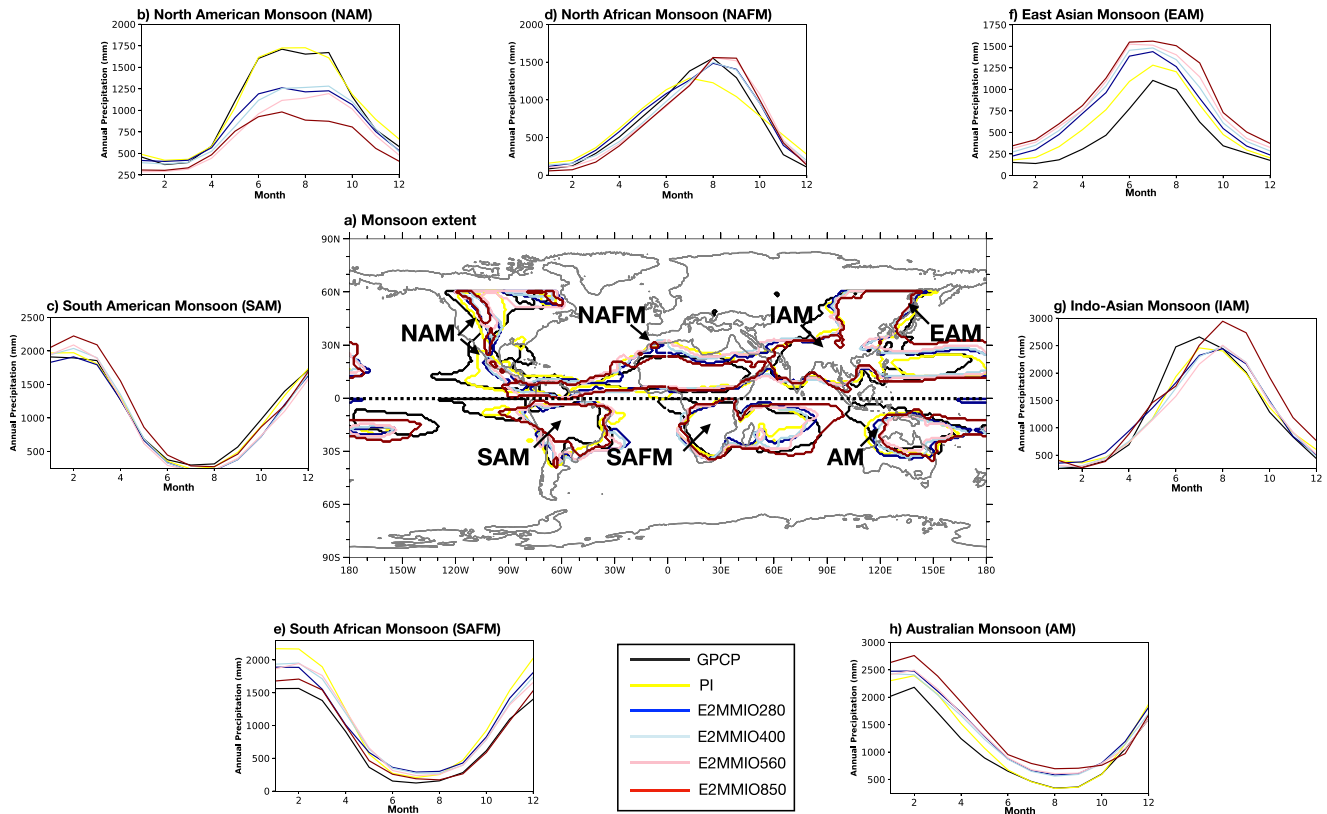 b) North American Monsoon (NAM)
Annual Precipitation (mm)
2000
1750
1500
1250
1000
750
500
250
2 4 6 8 10 12
Month
d) North African Monsoon (NAFM)
Annual Precipitation (mm)
2000
1500
1000
500
0
2 4 6 8 10 12
Month
f) East Asian Monsoon (EAM)
Annual Precipitation (mm)
1750
1500
1250
1000
750
500
250
0
2 4 6 8 10 12
Month
a) Monsoon extent
90N
60N
30N
0
30S
60S
90S
180 150W 120W 90W 60W 30W 0 30E 60E 90E 120E 150E 180
NAM
NAFM
IAM
EAM
SAM
SAFM
AM
c) South American Monsoon (SAM)
Annual Precipitation (mm)
2500
2000
1500
1000
500
2 4 6 8 10 12
Month
g) Indo-Asian Monsoon (IAM)
Annual Precipitation (mm)
3000
2500
2000
1500
1000
500
2 4 6 8 10 12
Month
e) South African Monsoon (SAFM)
Annual Precipitation (mm)
2000
1500
1000
500
0
2 4 6 8 10 12
Month
GPCP
PI
E2MMIO280
E2MMIO400
E2MMIO560
E2MMIO850
h) Australian Monsoon (AM)
Annual Precipitation (mm)
3000
2500
2000
1500
1000
500
2 4 6 8 10 12
Month